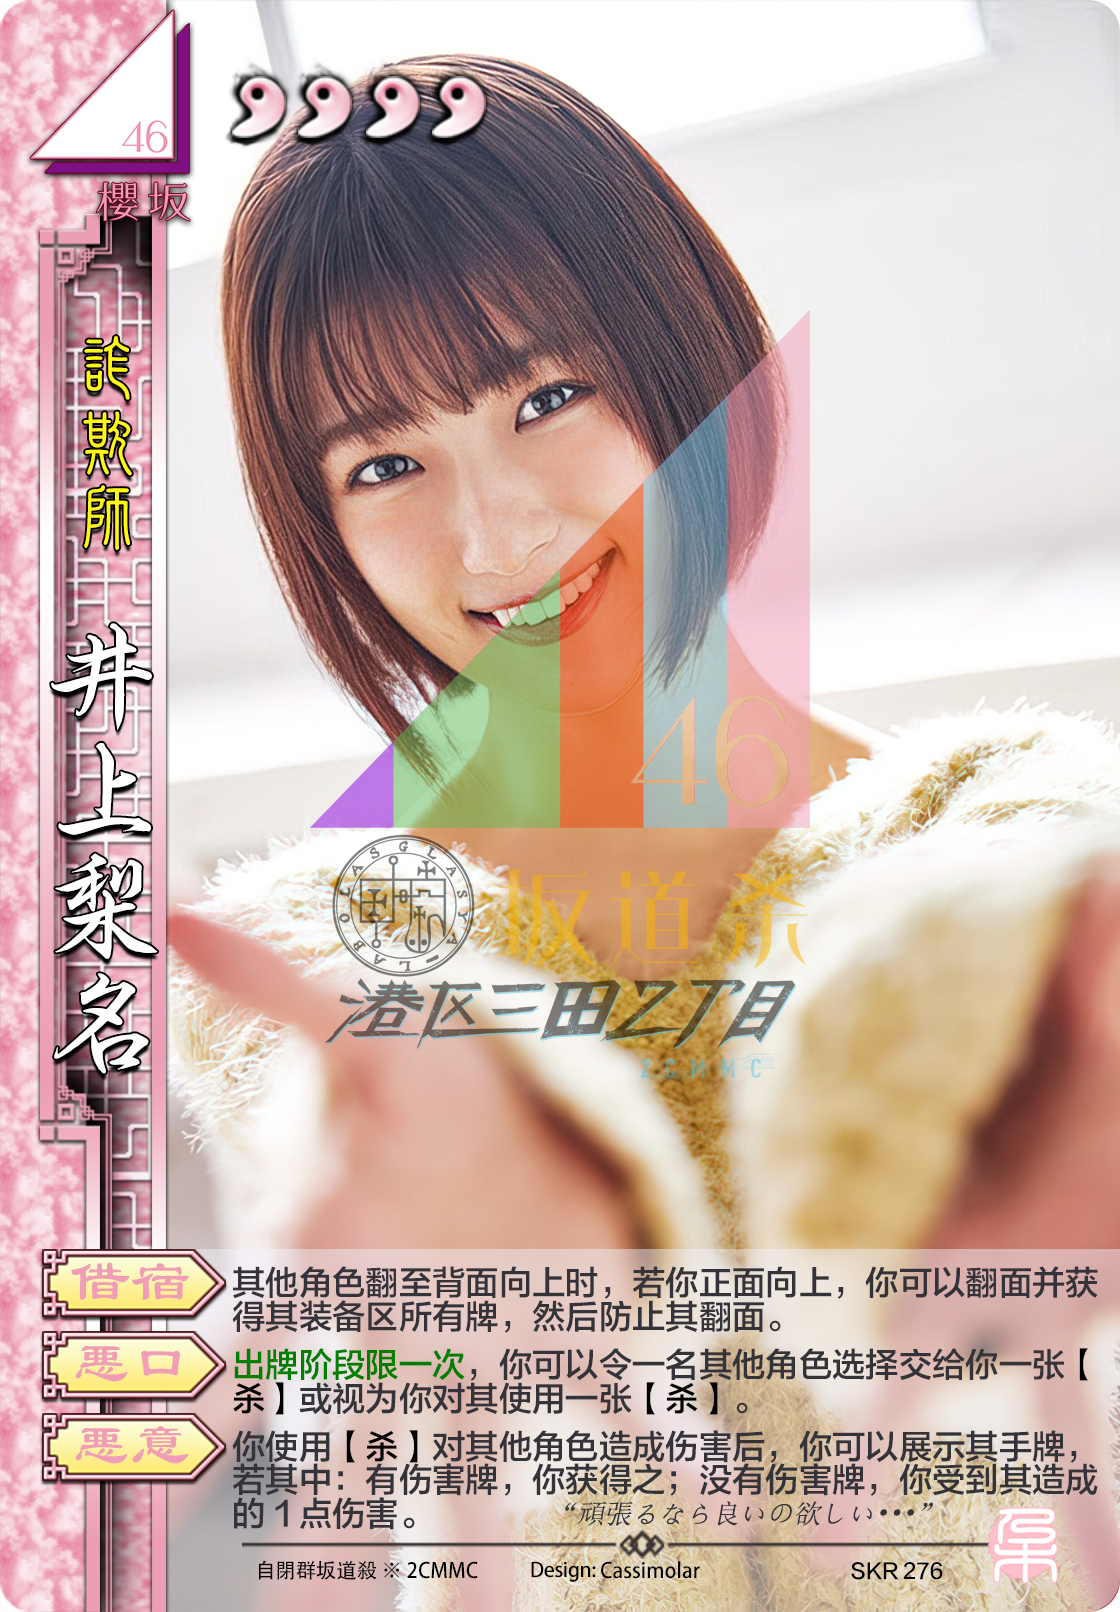 46
櫻坂
詐欺師
井上梨名
46
GLASYA-LABOLAS
坂道杀
港区三田2丁目
2CMMC
借宿
其他角色翻至背面向上时，若你正面向上，你可以翻面并获
得其装备区所有牌，然后防止其翻面。
悪口
出牌阶段限一次，你可以令一名其他角色选择交给你一张【
杀】或视为你对其使用一张【杀】。
悪意
你使用【杀】对其他角色造成伤害后，你可以展示其手牌，
若其中：有伤害牌，你获得之；没有伤害牌，你受到其造成
的1点伤害。
“頑張るなら良いの欲しい•••”
自閉群坂道殺 ※ 2CMMC
Design: Cassimolar
SKR 276